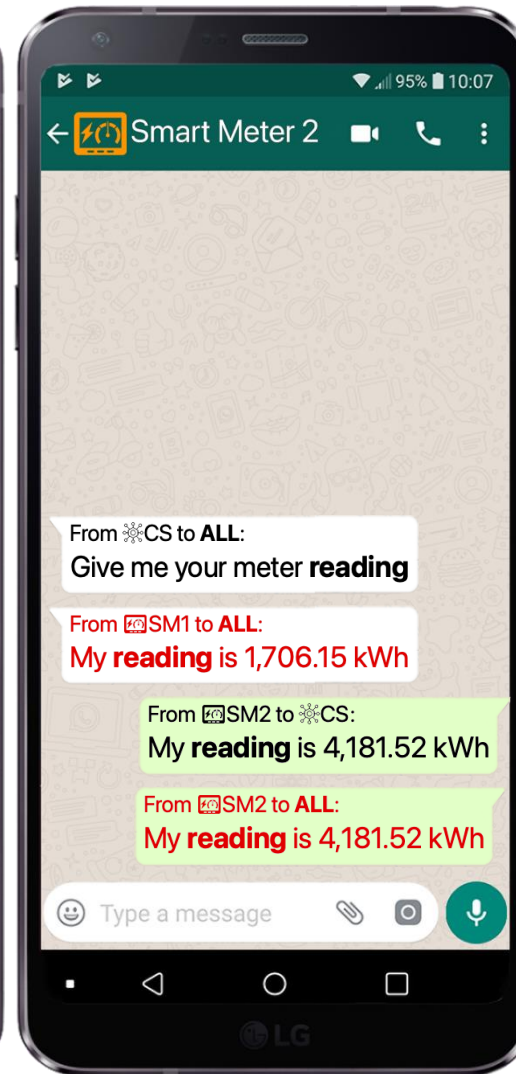 95% 10:07
Smart Meter 2
From CS to ALL:
Give me your meter reading
From SM1 to ALL:
My reading is 1,706.15 kWh
From SM2 to CS:
My reading is 4,181.52 kWh
From SM2 to ALL:
My reading is 4,181.52 kWh
Type a message
LG